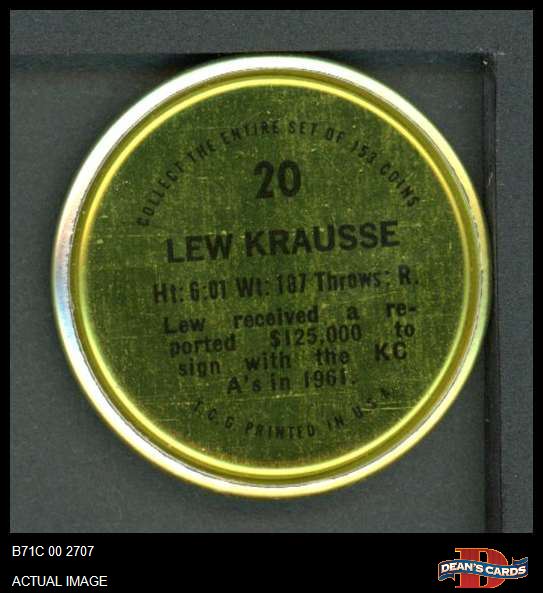 COLLECT THE ENTIRE SET OF 153 COINS
20
LEW KRAUSSE
Ht: 6:01 Wt: 187 Throws: R.
Lew received a re-
ported $125,000 to
sign with the KC
A's in 1961.
T.C.G. PRINTED IN U.S.A.
B71C 00 2707
ACTUAL IMAGE
D
DEAN'S CARDS